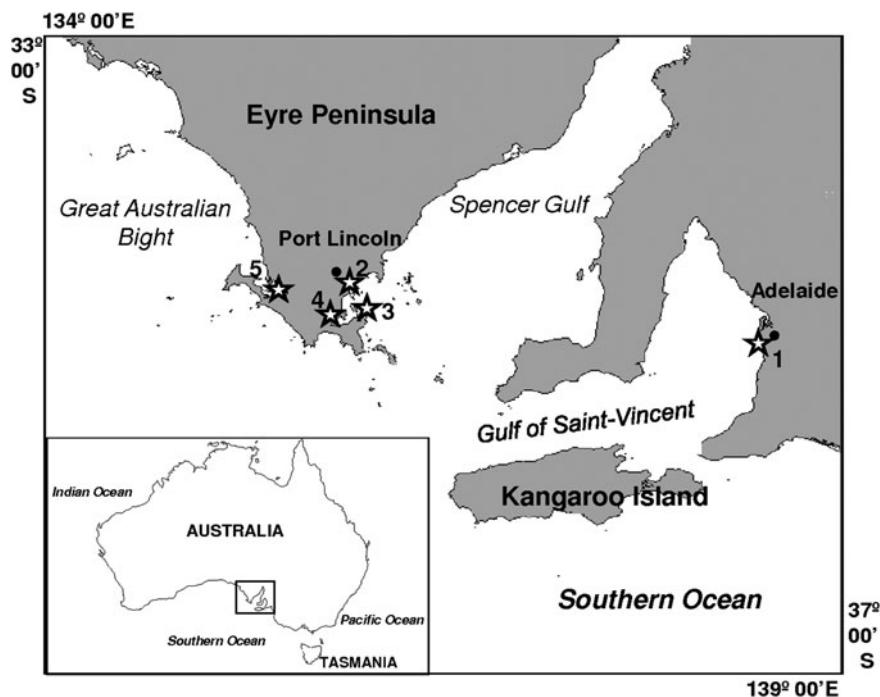 134º 00’E
33º
00’
S
Eyre Peninsula
Great Australian
Bight
Spencer Gulf
Port Lincoln
5
2
4
3
Adelaide
1
Gulf of Saint-Vincent
Kangaroo Island
Indian Ocean
AUSTRALIA
Southern Ocean
Pacific Ocean
Southern Ocean
TASMANIA
37º
00’
S
139º 00’E